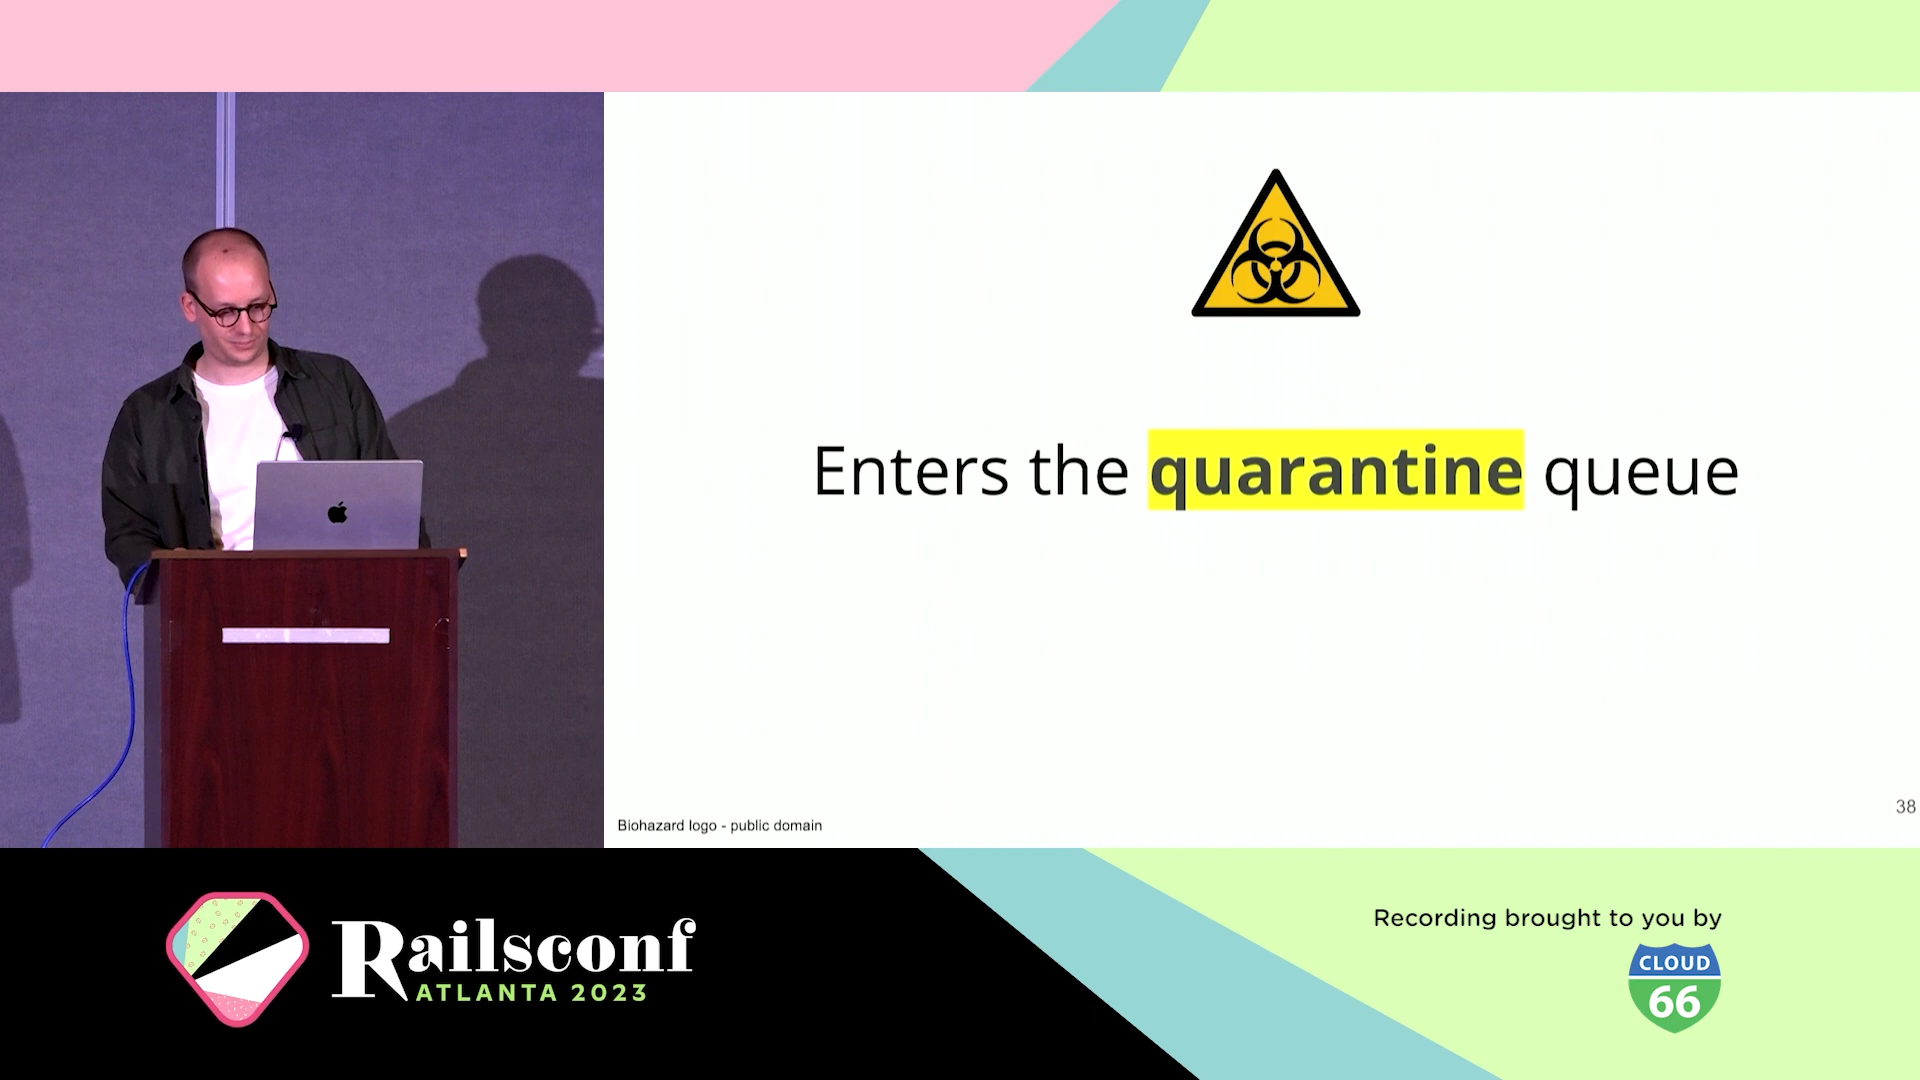 Enters the quarantine queue
Biohazard logo - public domain
38
Railsconf
ATLANTA 2023
Recording brought to you by
CLOUD
66